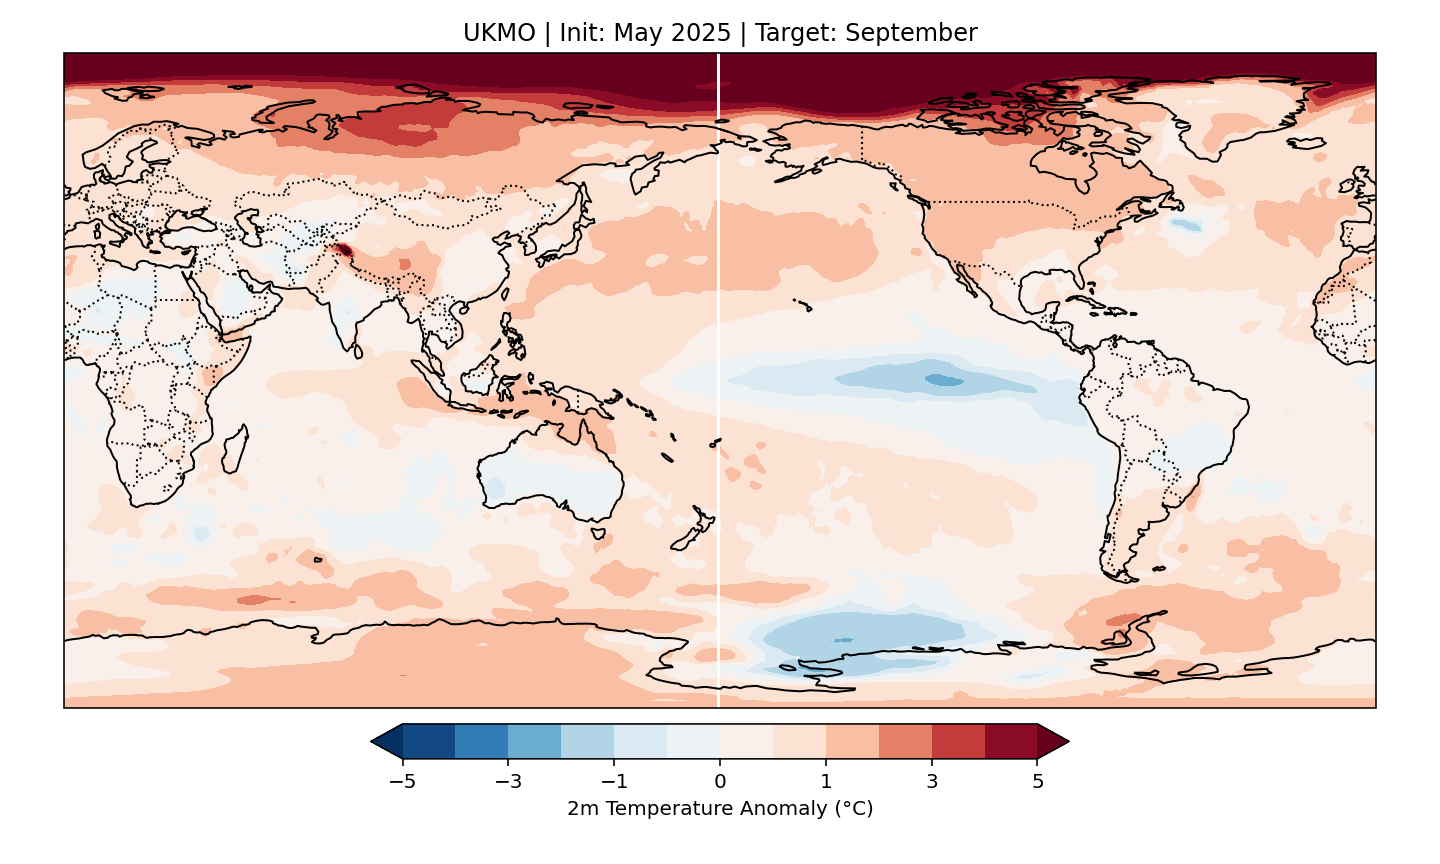 UKMO | Init: May 2025 | Target: September
−5 −3 −1 0 1 3 5
2m Temperature Anomaly (°C)